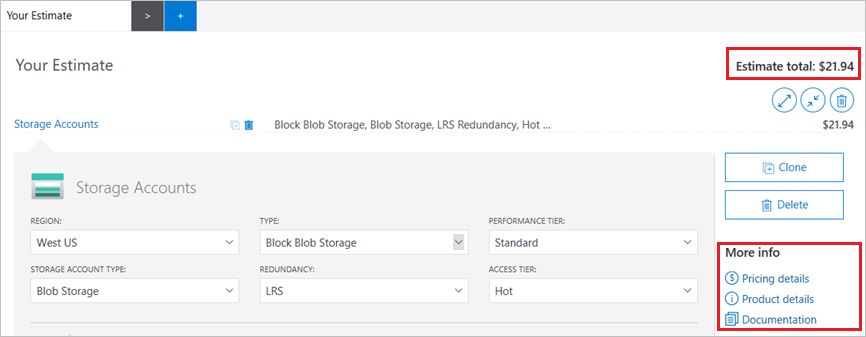 Your Estimate
>
+
Your Estimate
Estimate total: $21.94
Storage Accounts
Block Blob Storage, Blob Storage, LRS Redundancy, Hot ...
$21.94
Storage Accounts
Clone
Delete
REGION:
TYPE:
PERFORMANCE TIER:
West US
Block Blob Storage
Standard
STORAGE ACCOUNT TYPE:
REDUNDANCY:
ACCESS TIER:
Blob Storage
LRS
Hot
More info
$ Pricing details
i Product details
Documentation